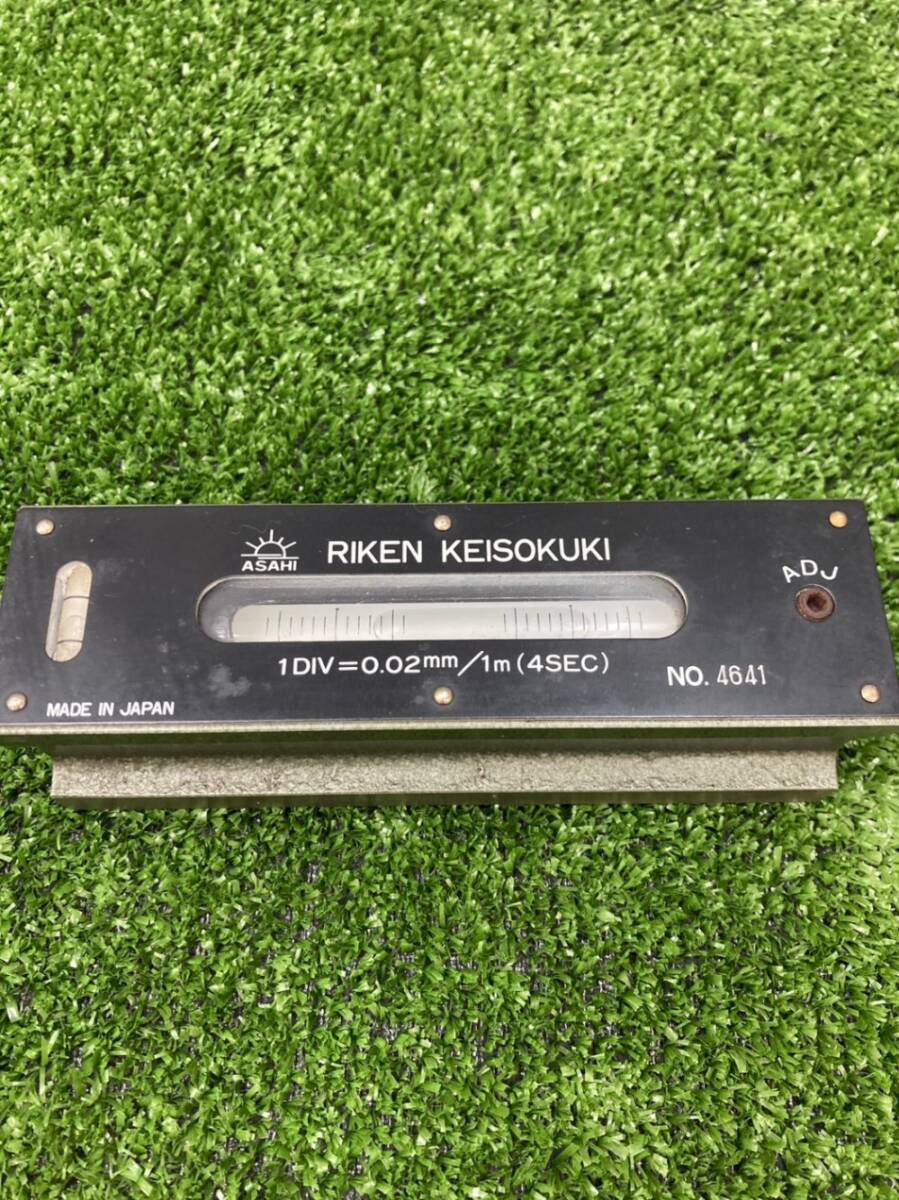 ASAHI
RIKEN KEISOKUKI
ADJ
1DIV=0.02mm/1m (4SEC)
NO. 4641
MADE IN JAPAN